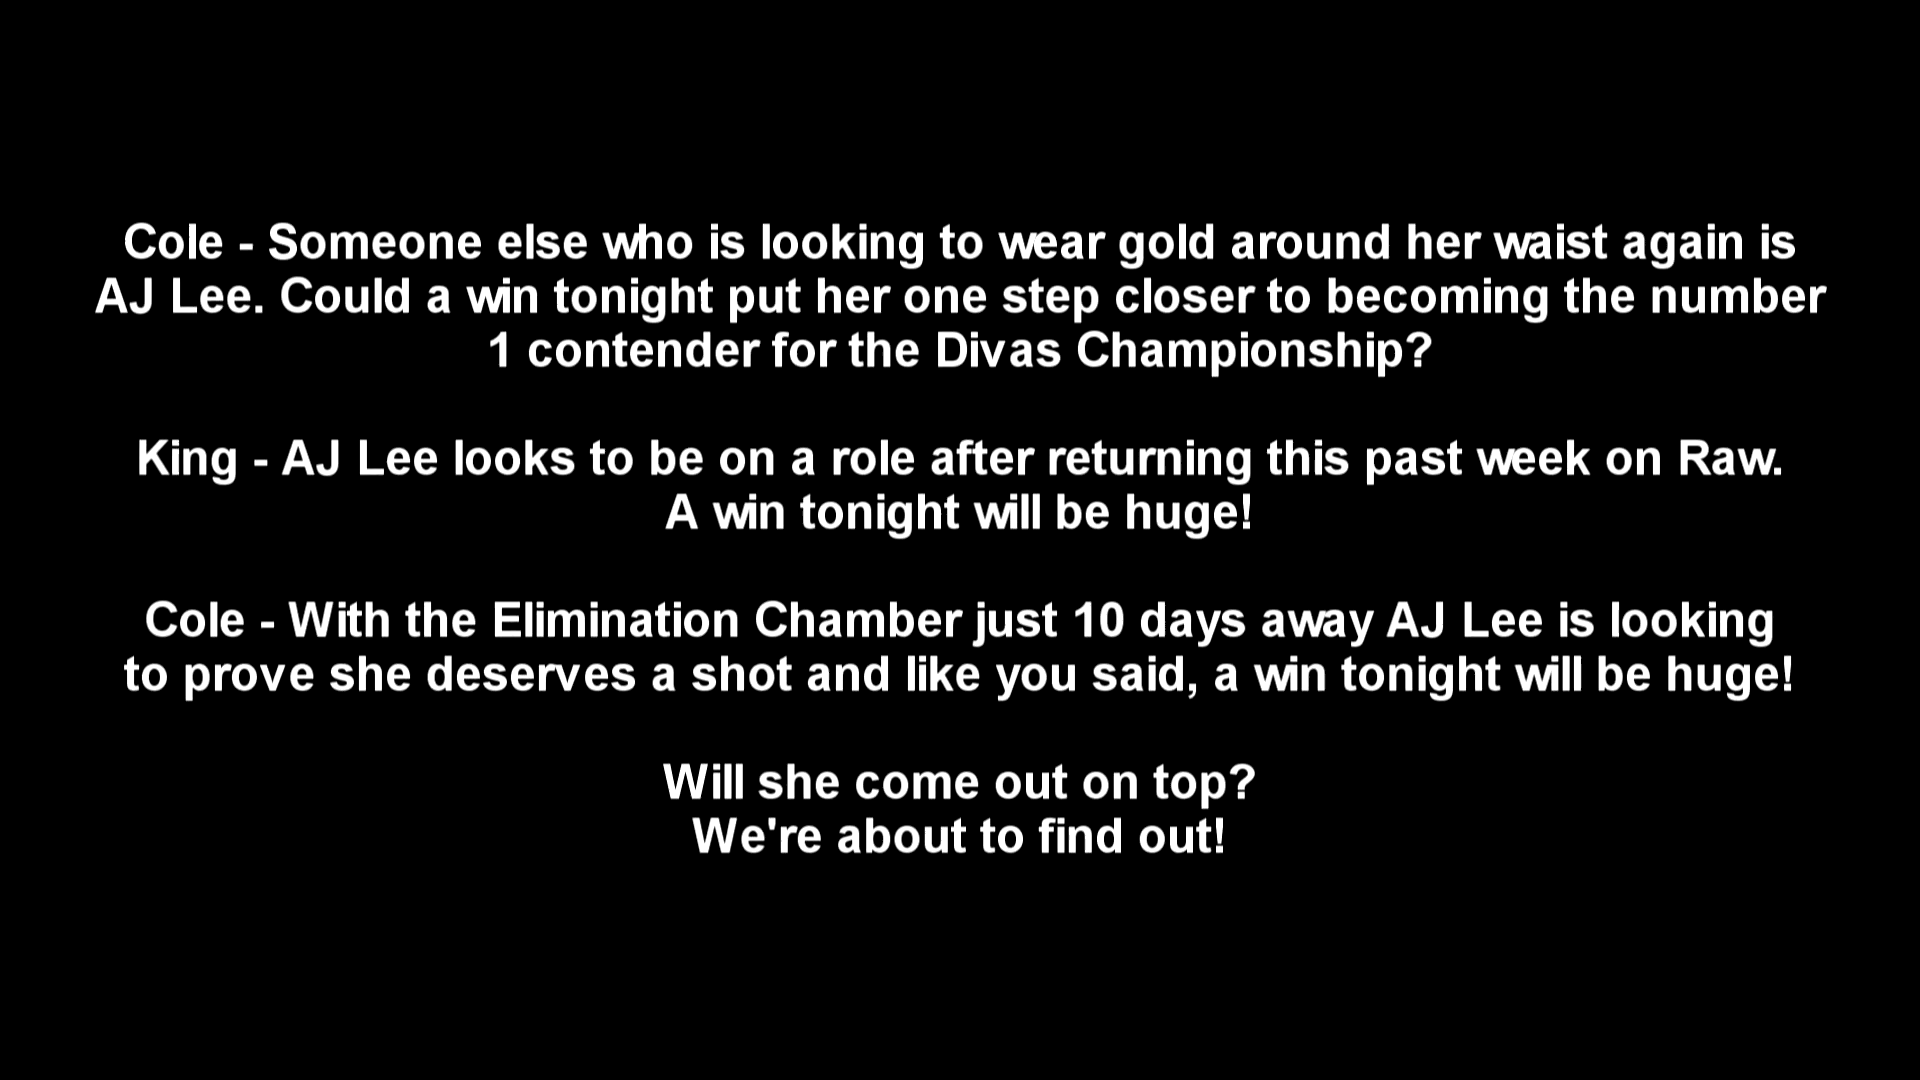 Cole - Someone else who is looking to wear gold around her waist again is
AJ Lee. Could a win tonight put her one step closer to becoming the number
1 contender for the Divas Championship?
King - AJ Lee looks to be on a role after returning this past week on Raw.
A win tonight will be huge!
Cole - With the Elimination Chamber just 10 days away AJ Lee is looking
to prove she deserves a shot and like you said, a win tonight will be huge!
Will she come out on top?
We're about to find out!